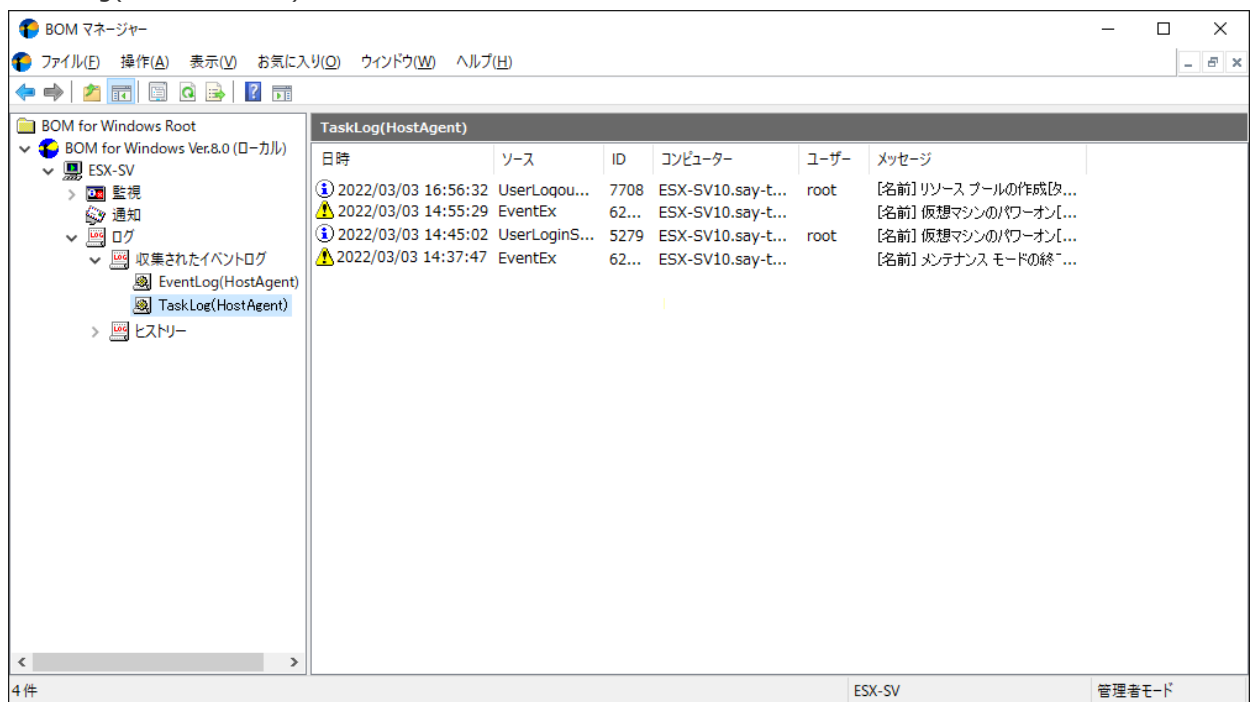 BOM マネージャー
ファイル(F) 操作(A) 表示(V) お気に入り(O) ウィンドウ(W) ヘルプ(H)
BOM for Windows Root
BOM for Windows Ver.8.0 (ローカル)
ESX-SV
監視
通知
ログ
収集されたイベントログ
EventLog(HostAgent)
TaskLog(HostAgent)
ヒストリー
TaskLog(HostAgent)
日時 ソース ID コンピューター ユーザー メッセージ
2022/03/03 16:56:32 UserLogou... 7708 ESX-SV10.say-t... root [名前] リソース プールの作成[タ...
2022/03/03 14:55:29 EventEx 62... ESX-SV10.say-t... [名前] 仮想マシンのパワーオン[...
2022/03/03 14:45:02 UserLoginS... 5279 ESX-SV10.say-t... root [名前] 仮想マシンのパワーオン[...
2022/03/03 14:37:47 EventEx 62... ESX-SV10.say-t... [名前] メンテナンス モードの終...
4 件 ESX-SV 管理者モード